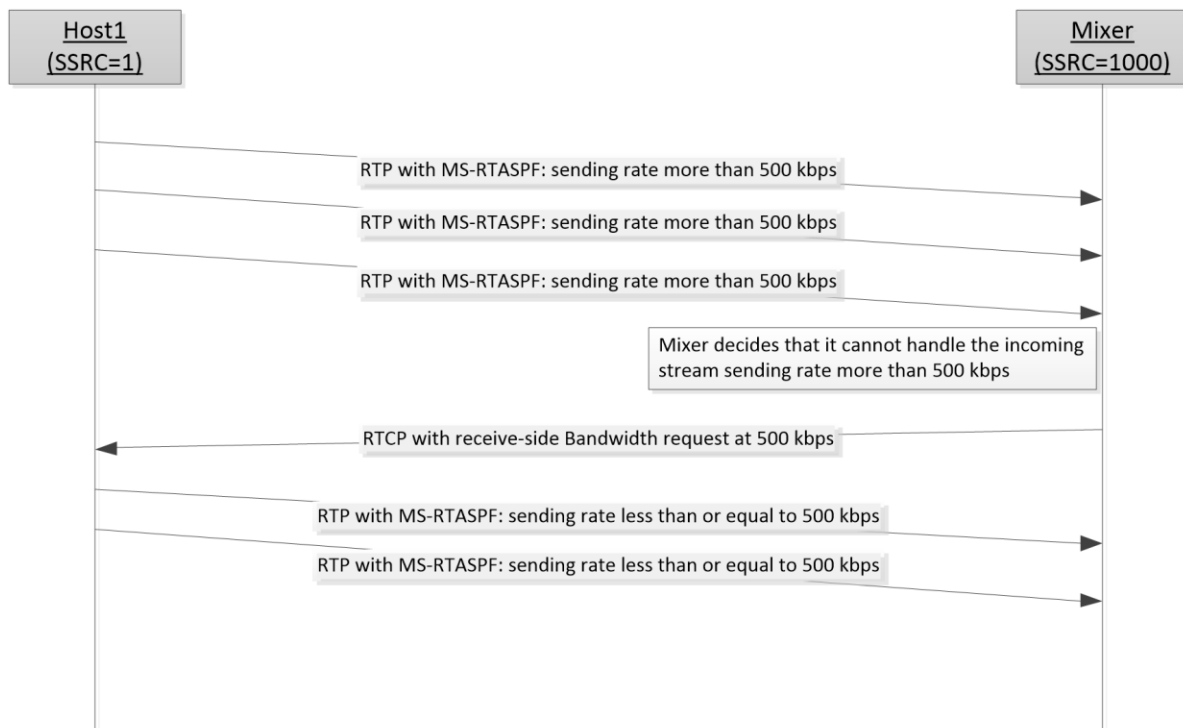 Host1
(SSRC=1)
Mixer
(SSRC=1000)
RTP with MS-RTASPF: sending rate more than 500 kbps
RTP with MS-RTASPF: sending rate more than 500 kbps
RTP with MS-RTASPF: sending rate more than 500 kbps
Mixer decides that it cannot handle the incoming
stream sending rate more than 500 kbps
RTCP with receive-side Bandwidth request at 500 kbps
RTP with MS-RTASPF: sending rate less than or equal to 500 kbps
RTP with MS-RTASPF: sending rate less than or equal to 500 kbps